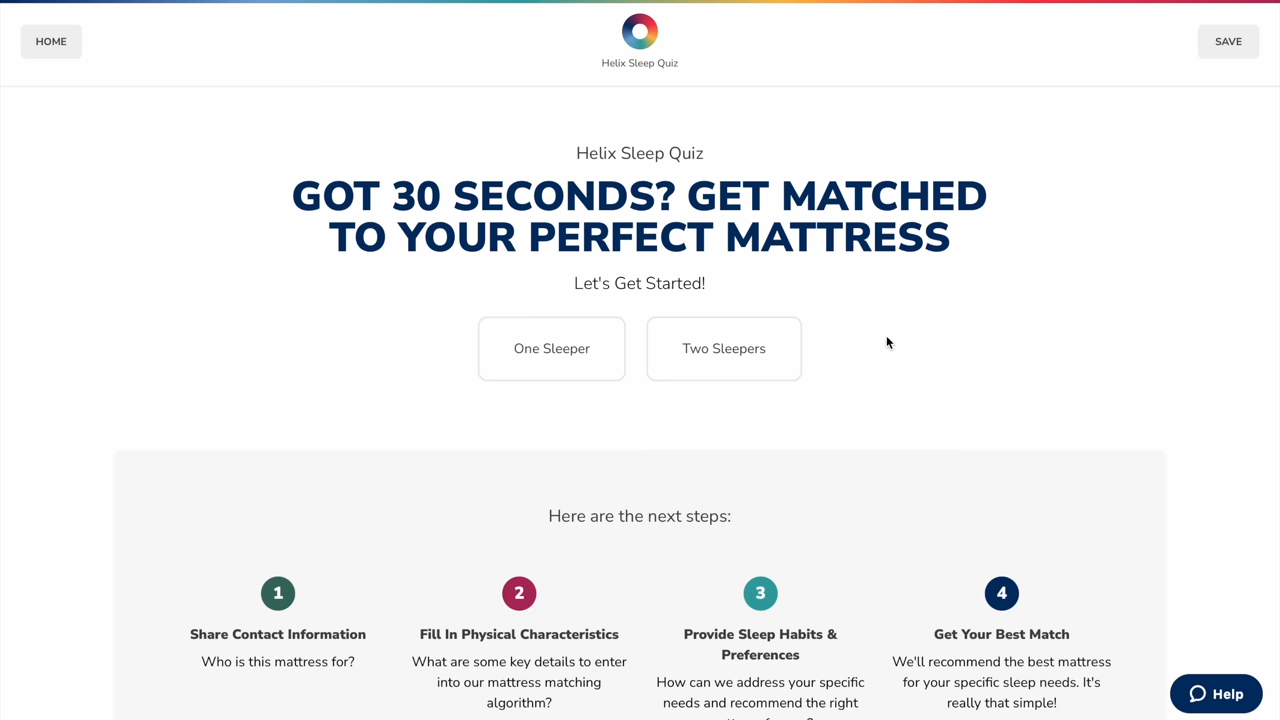 HOME
Helix Sleep Quiz
SAVE
Helix Sleep Quiz
GOT 30 SECONDS? GET MATCHED
TO YOUR PERFECT MATTRESS
Let's Get Started!
One Sleeper
Two Sleepers
Here are the next steps:
1
Share Contact Information
Who is this mattress for?
2
Fill In Physical Characteristics
What are some key details to enter
into our mattress matching
algorithm?
3
Provide Sleep Habits &
Preferences
How can we address your specific
needs and recommend the right
4
Get Your Best Match
We'll recommend the best mattress
for your specific sleep needs. It's
really that simple!
Help